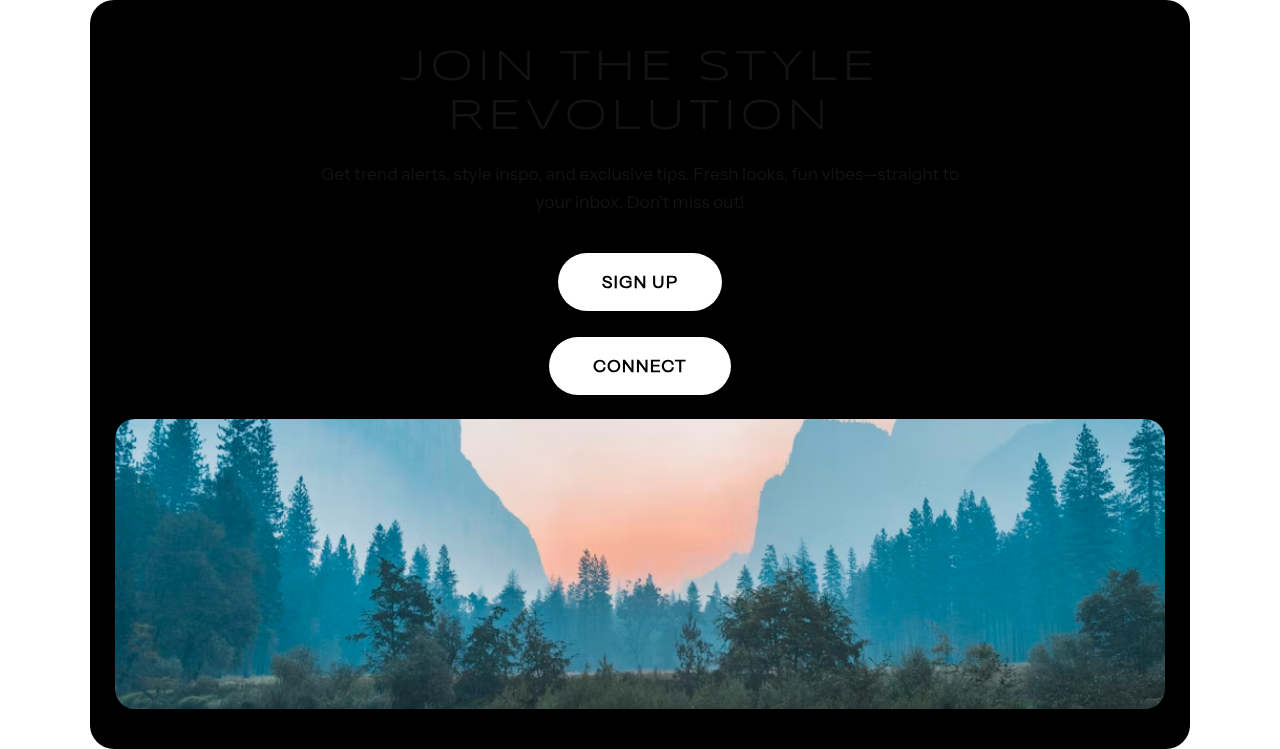 JOIN THE STYLE
REVOLUTION
Get trend alerts, style inspo, and exclusive tips. Fresh looks, fun vibes—straight to
your inbox. Don't miss out!
SIGN UP
CONNECT